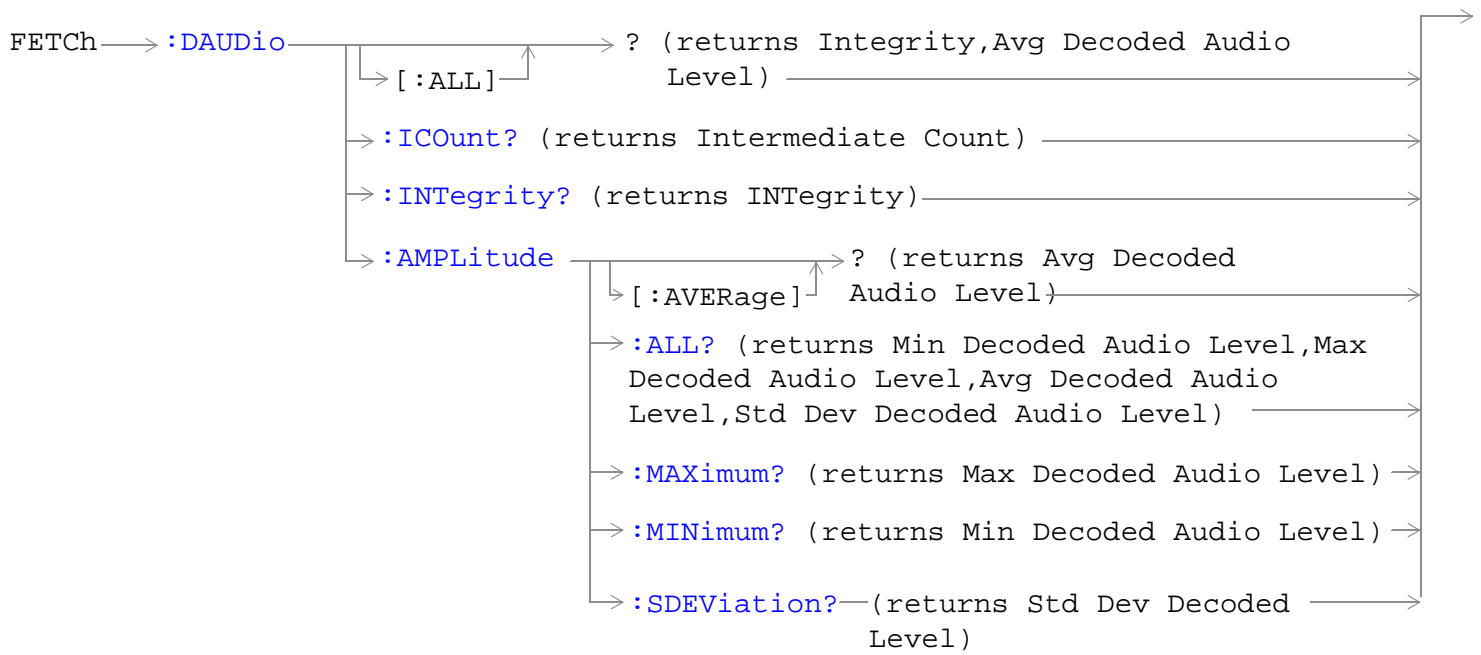 FETCh :DAUDio ? (returns Integrity,Avg Decoded Audio
[:ALL] Level)
:ICOunt? (returns Intermediate Count)
:INTegrity? (returns INTegrity)
:AMPLitude ? (returns Avg Decoded
[:AVERage] Audio Level)
:ALL? (returns Min Decoded Audio Level,Max
Decoded Audio Level,Avg Decoded Audio
Level,Std Dev Decoded Audio Level)
:MAXimum? (returns Max Decoded Audio Level)
:MINimum? (returns Min Decoded Audio Level)
:SDEViation? (returns Std Dev Decoded
Level)